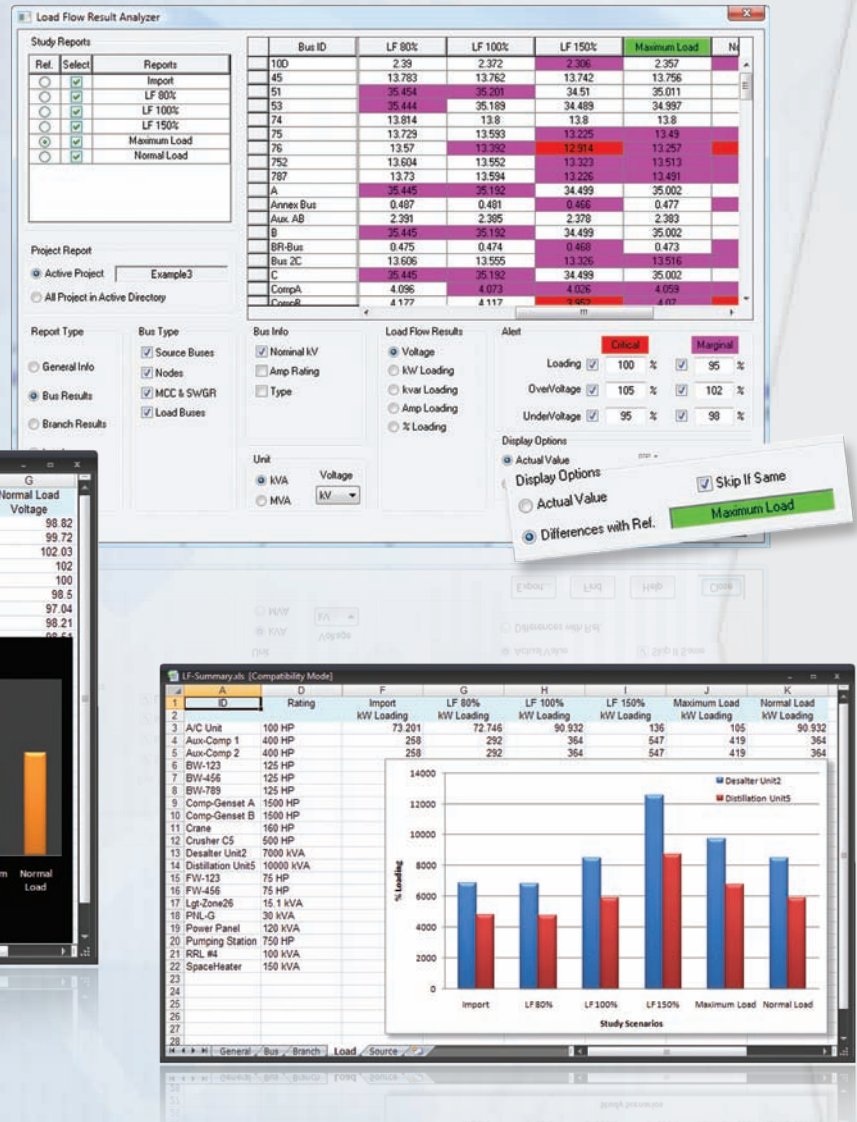 Load Flow Result Analyzer
Study Reports
Ref. Select Reports
Import
LF 80%
LF 100%
LF 150%
Maximum Load
Normal Load
Bus ID LF 80% LF 100% LF 150% Maximum Load
10D 2.39 2.372 2.306 2.357
45 13.783 13.762 13.742 13.756
51 35.454 35.201 34.51 35.011
53 35.444 35.189 34.489 34.997
74 13.814 13.8 13.8 13.8
75 13.729 13.593 13.225 13.49
76 13.57 13.392 12.914 13.257
752 13.604 13.552 13.323 13.513
787 13.73 13.594 13.226 13.491
A 35.445 35.192 34.499 35.002
Annex Bus 0.487 0.481 0.466 0.477
Aux. AB 2.391 2.385 2.378 2.383
B 35.445 35.192 34.499 35.002
BR-Bus 0.475 0.474 0.468 0.473
Bus 2C 13.606 13.555 13.326 13.516
C 35.445 35.192 34.499 35.002
CompA 4.096 4.073 4.026 4.059
CompB 4.177 4.117 3.952 4.07
Project Report
Active Project Example3
All Project in Active Directory
Report Type
General Info
Bus Results
Branch Results
Bus Type
Source Buses
Nodes
MCC & SWGR
Load Buses
Bus Info
Nominal kV
Amp Rating
Type
Unit
kVA
MVA
Voltage
kV
Load Flow Results
Voltage
kW Loading
kvar Loading
Amp Loading
% Loading
Alert
Critical Marginal
Loading 100 % 95 %
OverVoltage 105 % 102 %
UnderVoltage 95 % 98 %
Display Options
Actual Value
Display Options
Actual Value
Skip If Same
Differences with Ref.
Maximum Load
G
Normal Load
Voltage
98.82
99.72
102.03
102
100
98.5
97.04
98.21
98.51
Normal
Load
LF-Summary.xls [Compatibility Mode]
A D F G H I J K
1 ID Rating Import LF 80% LF 100% LF 150% Maximum Load Normal Load
2 kW Loading kW Loading kW Loading kW Loading kW Loading kW Loading
3 A/C Unit 100 HP 73.201 72.746 90.932 136 105 90.932
4 Aux-Comp 1 400 HP 258 292 364 547 419 364
5 Aux-Comp 2 400 HP 258 292 364 547 419 364
6 BW-123 125 HP
7 BW-456 125 HP
8 BW-789 125 HP
9 Comp-Genset A 1500 HP
10 Comp-Genset B 1500 HP
11 Crane 160 HP
12 Crusher C5 500 HP
13 Desalter Unit2 7000 kVA
14 Distillation Unit5 10000 kVA
15 FW-123 75 HP
16 FW-456 75 HP
17 Lgt-Zone26 15.1 kVA
18 PNL-G 30 kVA
19 Power Panel 120 kVA
20 Pumping Station 750 HP
21 RRL #4 100 kVA
22 SpaceHeater 150 kVA
23
24
25
26
27
28
14000
12000
10000
8000
6000
4000
2000
0
% Loading
Desalter Unit2
Distillation Unit5
Import LF 80% LF 100% LF 150% Maximum Load Normal Load
Study Scenarios
General Bus Branch Load Source